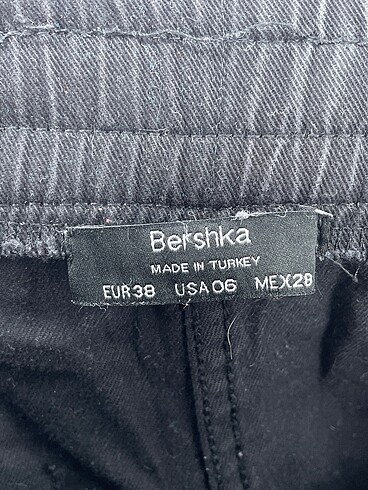 Bershka
MADE IN TURKEY
EUR38 USA06 MEX28